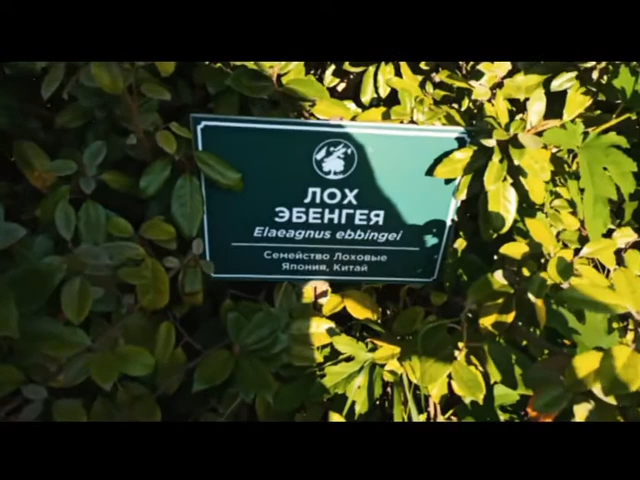 ЛОХ
ЭБЕНГЕЯ
Elaeagnus ebbingei
Семейство Лоховые
Япония, Китай